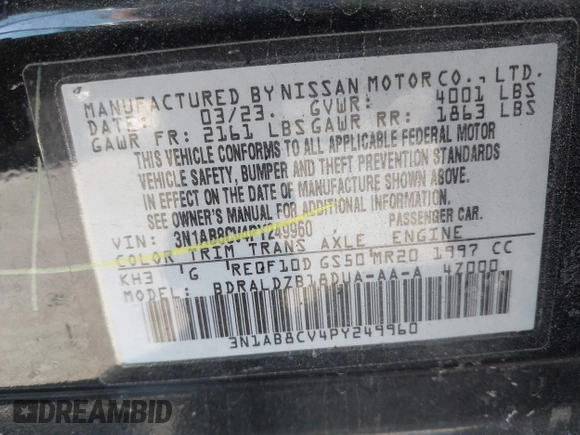 MANUFACTURED BY NISSAN MOTOR CO., LTD.
DATE: 03/23. GVWR: 4001 LBS
GAWR FR: 2161 LBS GAWR RR: 1863 LBS
THIS VEHICLE CONFORMS TO ALL APPLICABLE FEDERAL MOTOR
VEHICLE SAFETY, BUMPER AND THEFT PREVENTION STANDARDS
IN EFFECT ON THE DATE OF MANUFACTURE SHOWN ABOVE.
SEE OWNER'S MANUAL FOR ADDITIONAL INFORMATION.
VIN: 3N1AB8CV4PY249960 PASSENGER CAR.
COLOR TRIM TRANS AXLE ENGINE
KH3 G REQF10D GS50 MR20 1997 CC
MODEL: BDRALDZB18DUA-AA-A 4Z000
3N1AB8CV4PY249960
DREAMBID